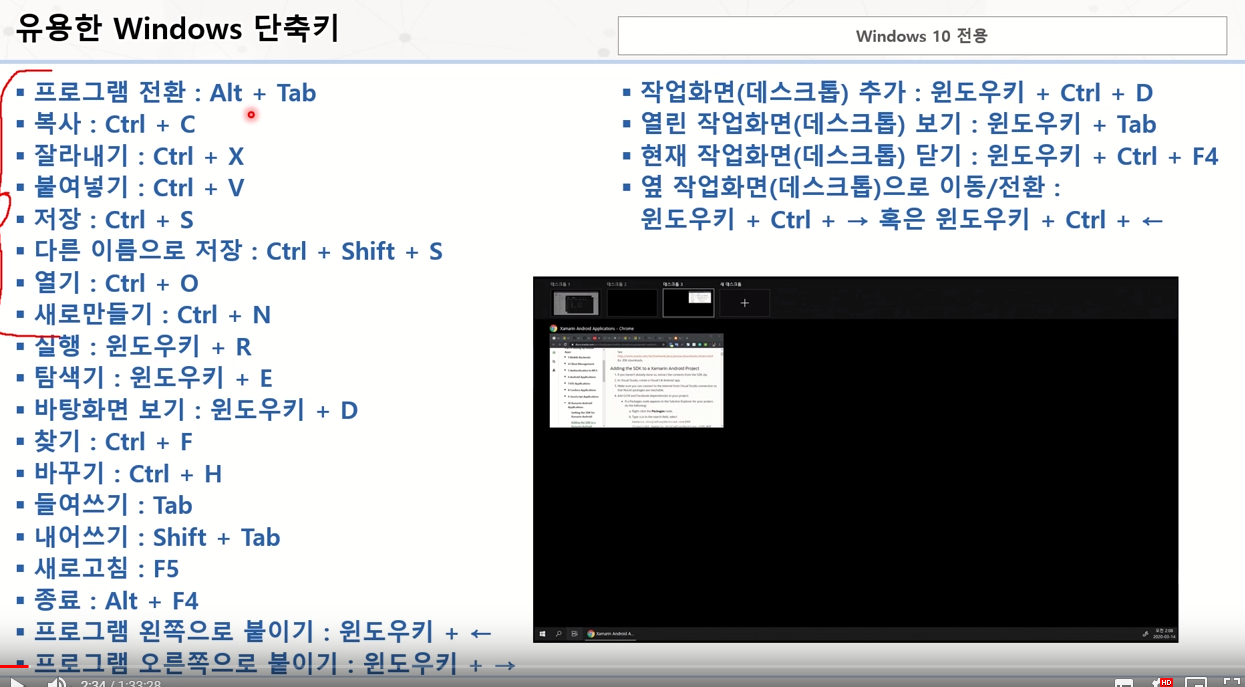 유용한 Windows 단축키
Windows 10 전용
▪ 프로그램 전환 : Alt + Tab
▪ 복사 : Ctrl + C
▪ 잘라내기 : Ctrl + X
▪ 붙여넣기 : Ctrl + V
▪ 저장 : Ctrl + S
▪ 다른 이름으로 저장 : Ctrl + Shift + S
▪ 열기 : Ctrl + O
▪ 새로만들기 : Ctrl + N
▪ 실행 : 윈도우키 + R
▪ 탐색기 : 윈도우키 + E
▪ 바탕화면 보기 : 윈도우키 + D
▪ 찾기 : Ctrl + F
▪ 바꾸기 : Ctrl + H
▪ 들여쓰기 : Tab
▪ 내어쓰기 : Shift + Tab
▪ 새로고침 : F5
▪ 종료 : Alt + F4
▪ 프로그램 왼쪽으로 붙이기 : 윈도우키 + ←
▪ 프로그램 오른쪽으로 붙이기 : 윈도우키 + →
▪ 작업화면(데스크톱) 추가 : 윈도우키 + Ctrl + D
▪ 열린 작업화면(데스크톱) 보기 : 윈도우키 + Tab
▪ 현재 작업화면(데스크톱) 닫기 : 윈도우키 + Ctrl + F4
▪ 옆 작업화면(데스크톱)으로 이동/전환 :
윈도우키 + Ctrl + → 혹은 윈도우키 + Ctrl + ←
데스크톱 1 데스크톱 2 데스크톱 3 새 데스크톱
Xamarin Android Applications - Chrome
Adding the SDK to a Xamarin Android Project
Xamarin Android A...
오전 2:06
2020-03-14
2:34 / 1:33:28
HD